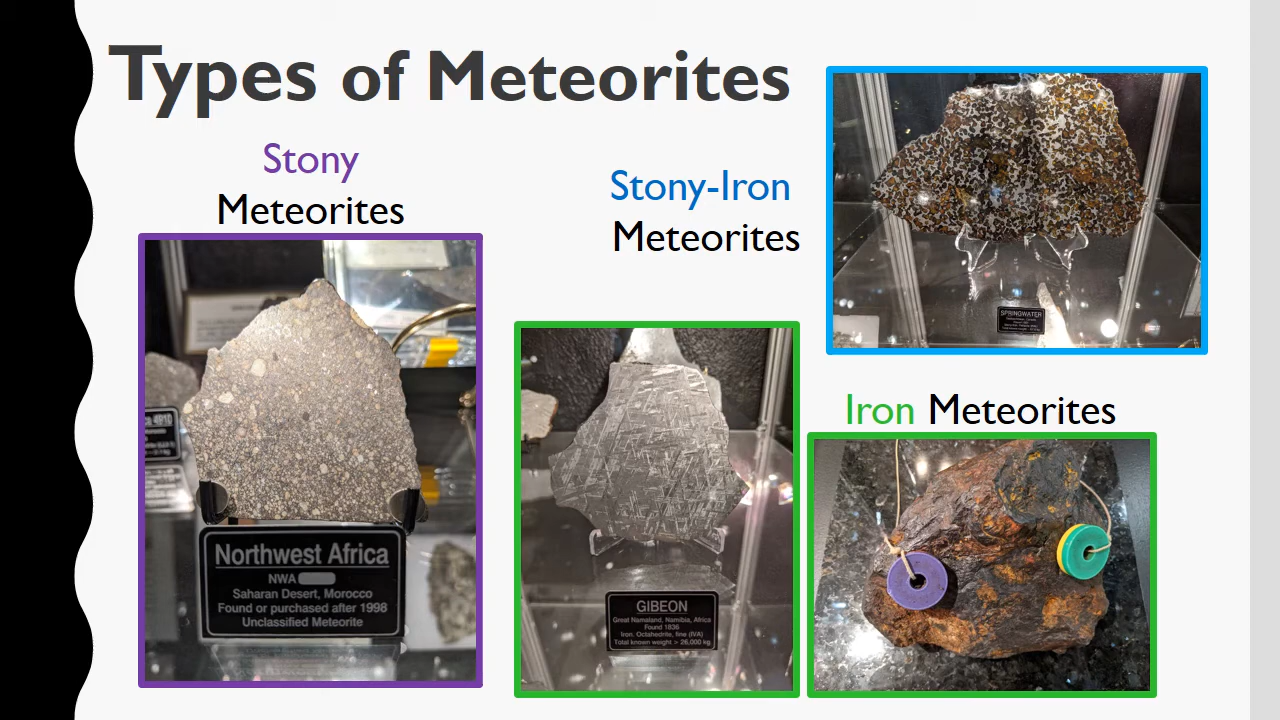 Types of Meteorites
Stony
Meteorites
Stony-Iron
Meteorites
SPRINGWATER
Iron Meteorites
Northwest Africa
NWA
Saharan Desert, Morocco
Found or purchased after 1998
Unclassified Meteorite
GIBEON
Great Namaland, Namibia, Africa
Found 1836
Iron. Octahedrite, fine (IVA)
Total known weight > 26,000 kg